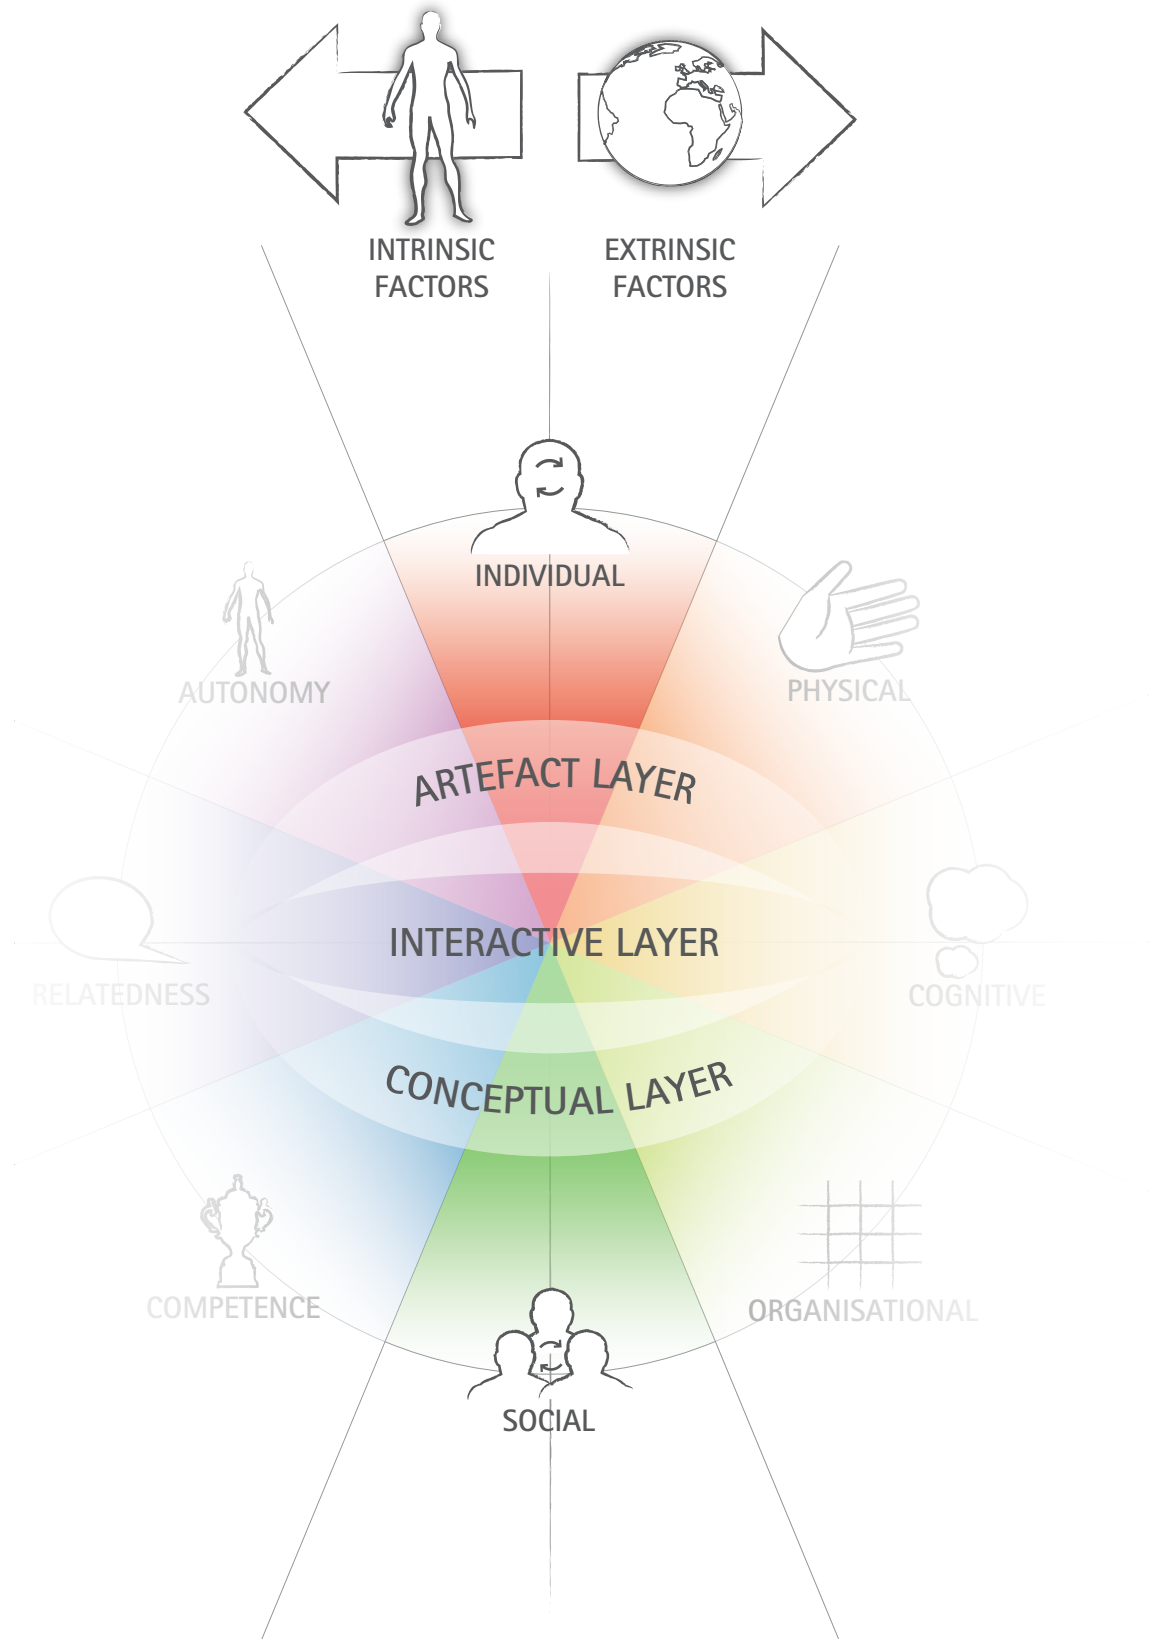 INTRINSIC
FACTORS
EXTRINSIC
FACTORS
INDIVIDUAL
AUTONOMY
PHYSICAL
ARTEFACT LAYER
INTERACTIVE LAYER
RELATEDNESS
COGNITIVE
CONCEPTUAL LAYER
COMPETENCE
ORGANISATIONAL
SOCIAL